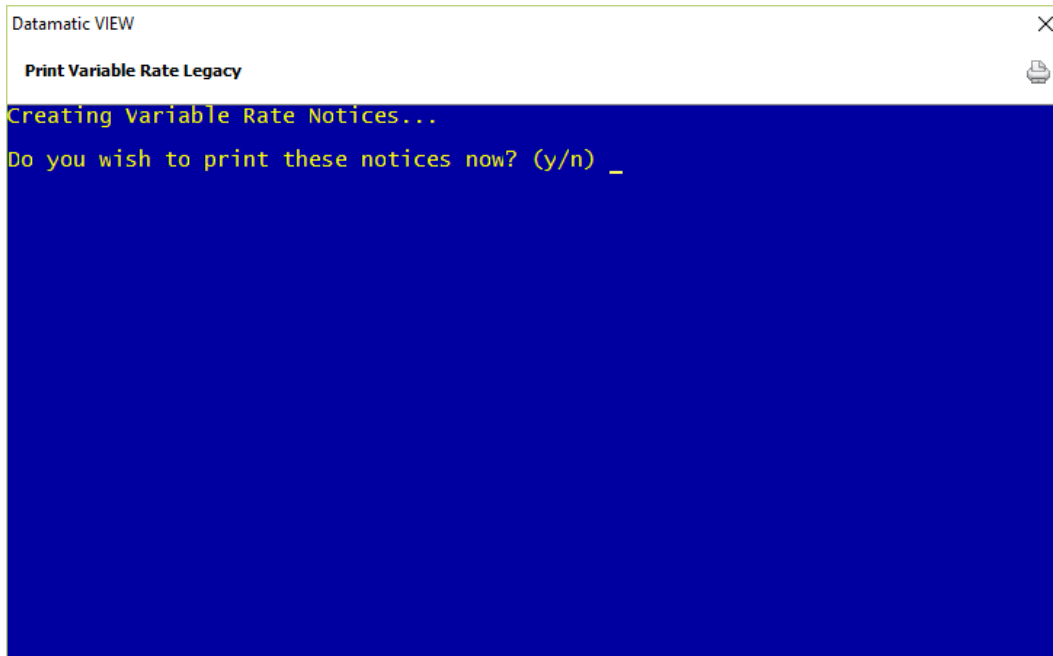 Datamatic VIEW
Print Variable Rate Legacy
Creating Variable Rate Notices...
Do you wish to print these notices now? (y/n) _